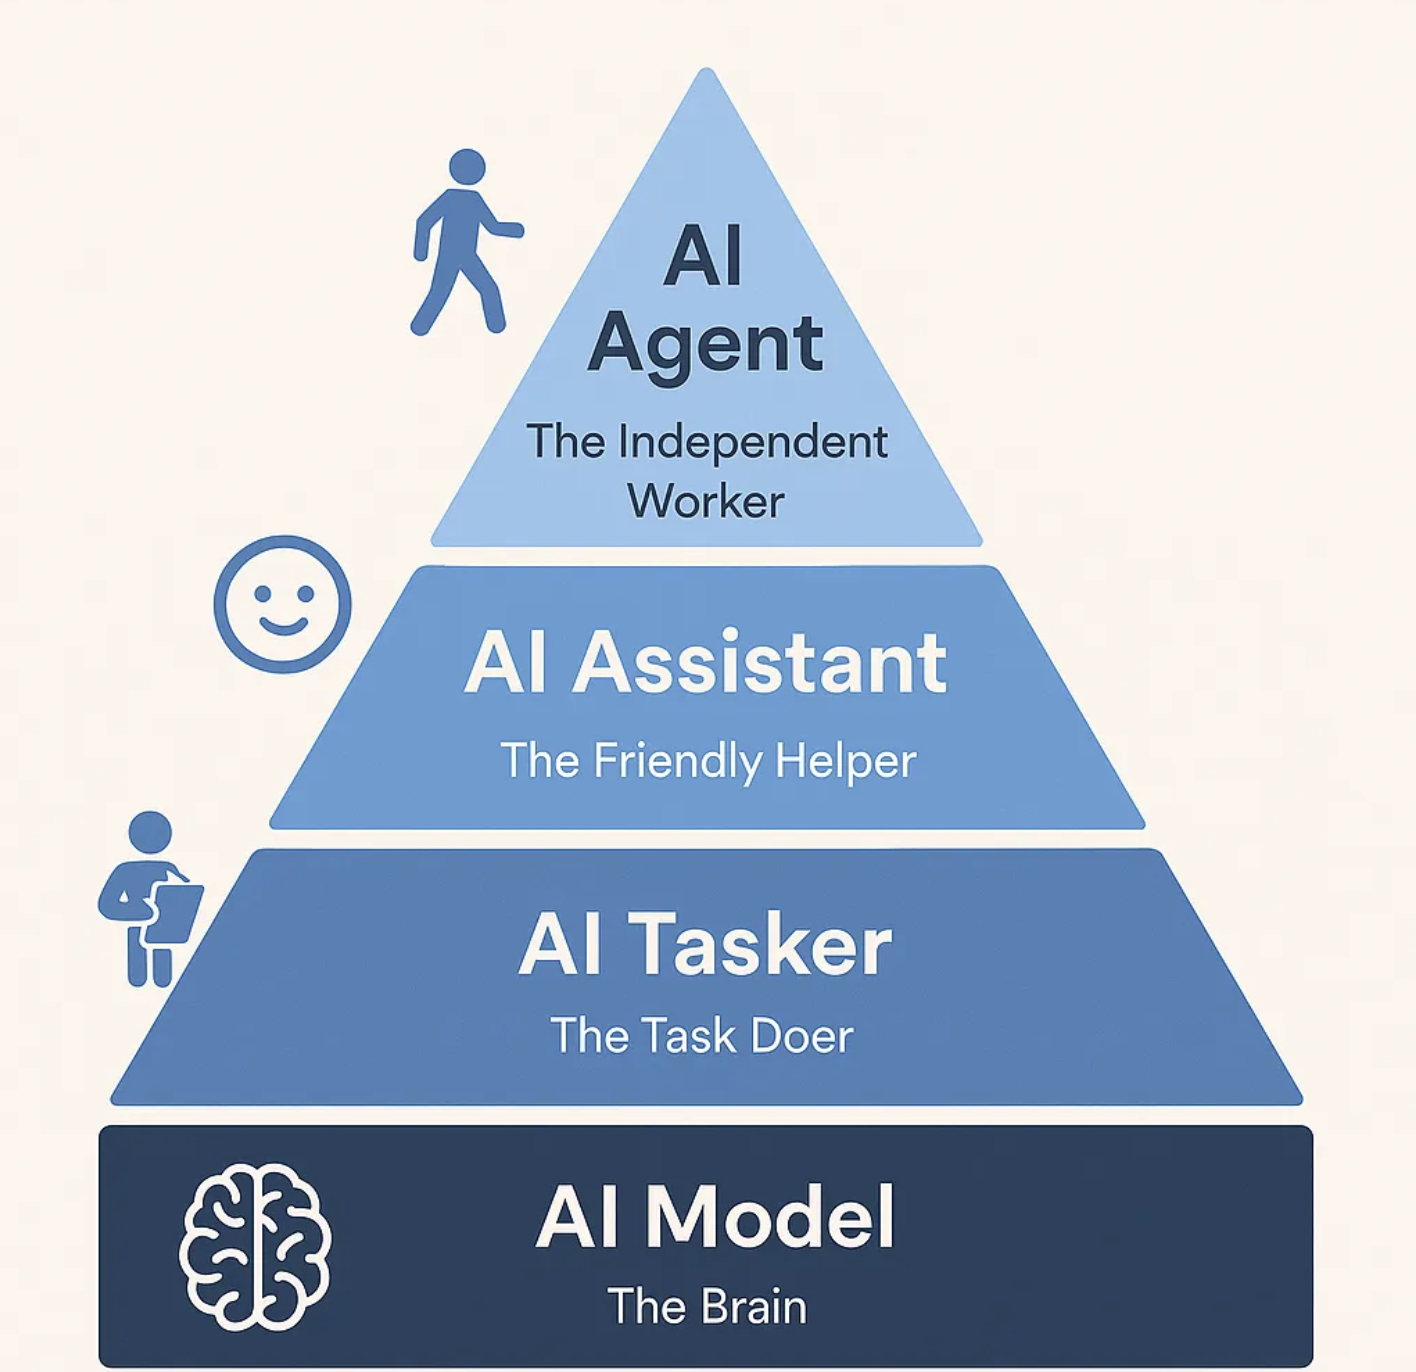 AI
Agent
The Independent
Worker
AI Assistant
The Friendly Helper
AI Tasker
The Task Doer
AI Model
The Brain